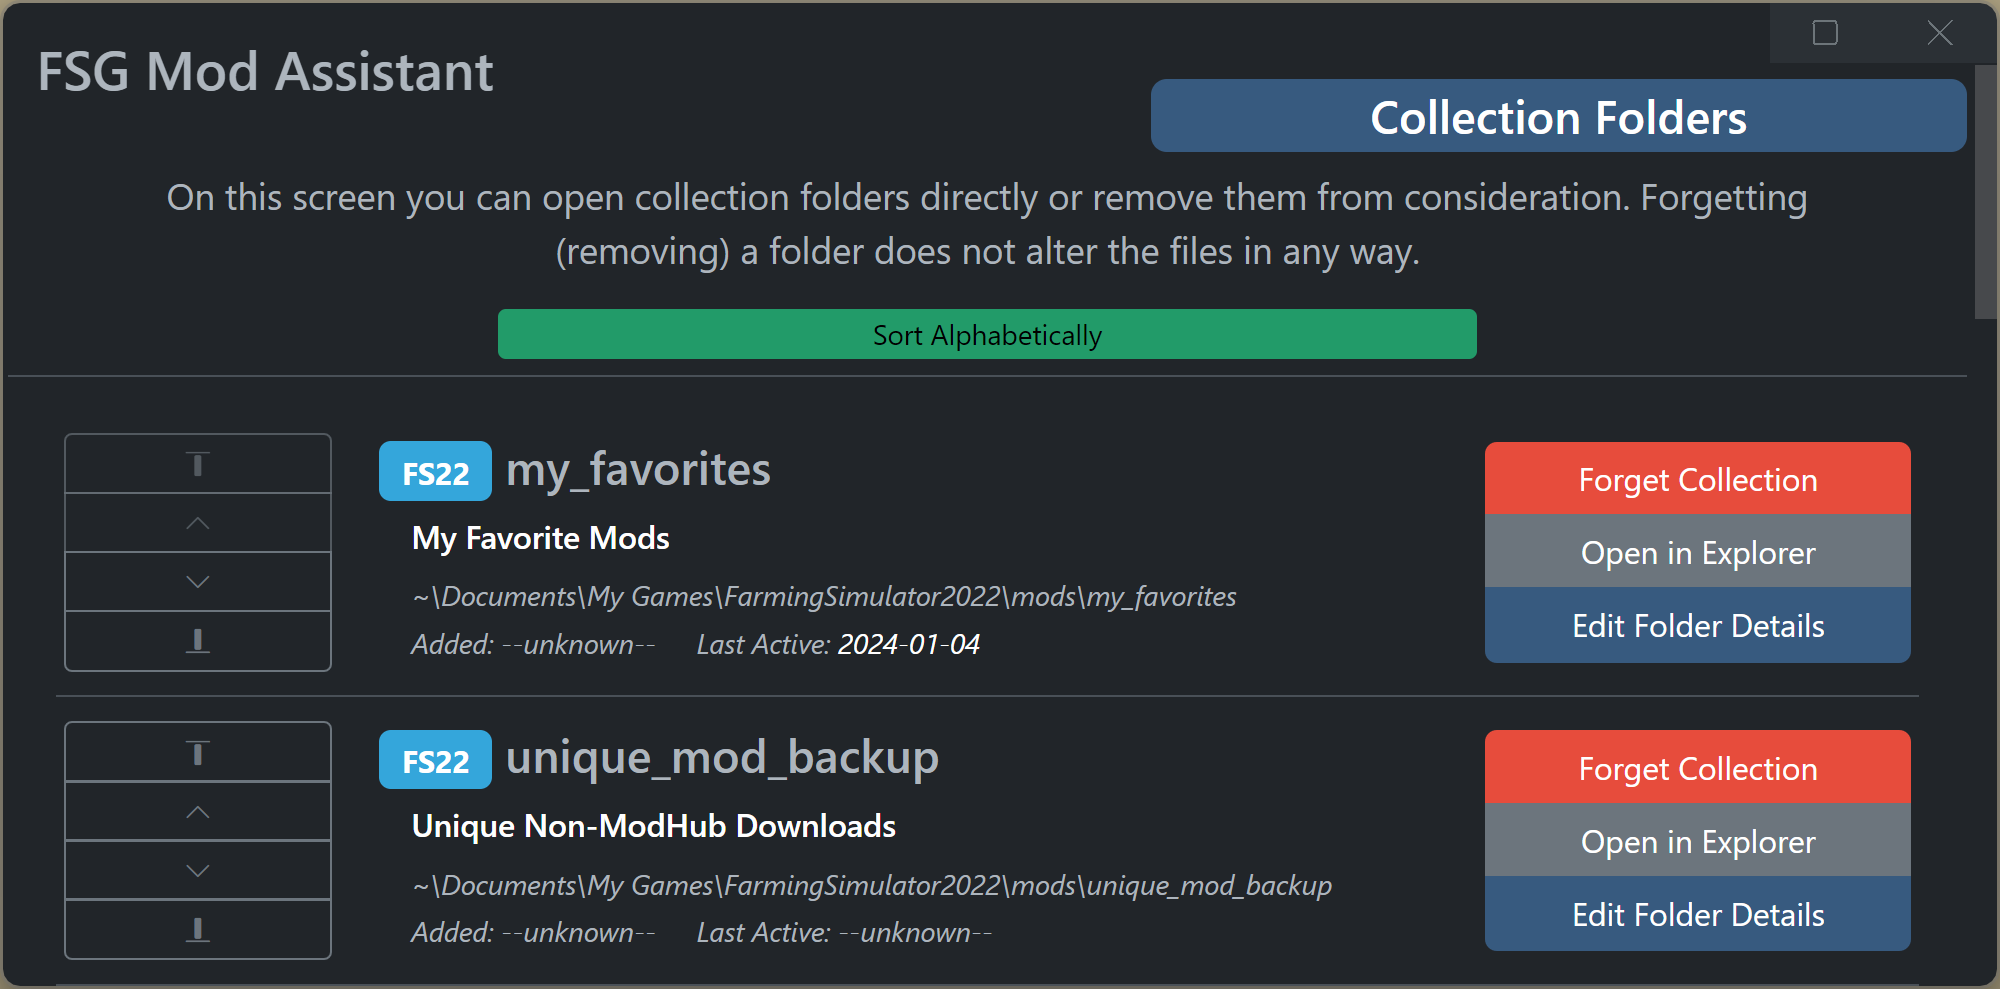 FSG Mod Assistant
Collection Folders
On this screen you can open collection folders directly or remove them from consideration. Forgetting
(removing) a folder does not alter the files in any way.
Sort Alphabetically
FS22 my_favorites
My Favorite Mods
~\Documents\My Games\FarmingSimulator2022\mods\my_favorites
Added: --unknown-- Last Active: 2024-01-04
Forget Collection
Open in Explorer
Edit Folder Details
FS22 unique_mod_backup
Unique Non-ModHub Downloads
~\Documents\My Games\FarmingSimulator2022\mods\unique_mod_backup
Added: --unknown-- Last Active: --unknown--
Forget Collection
Open in Explorer
Edit Folder Details